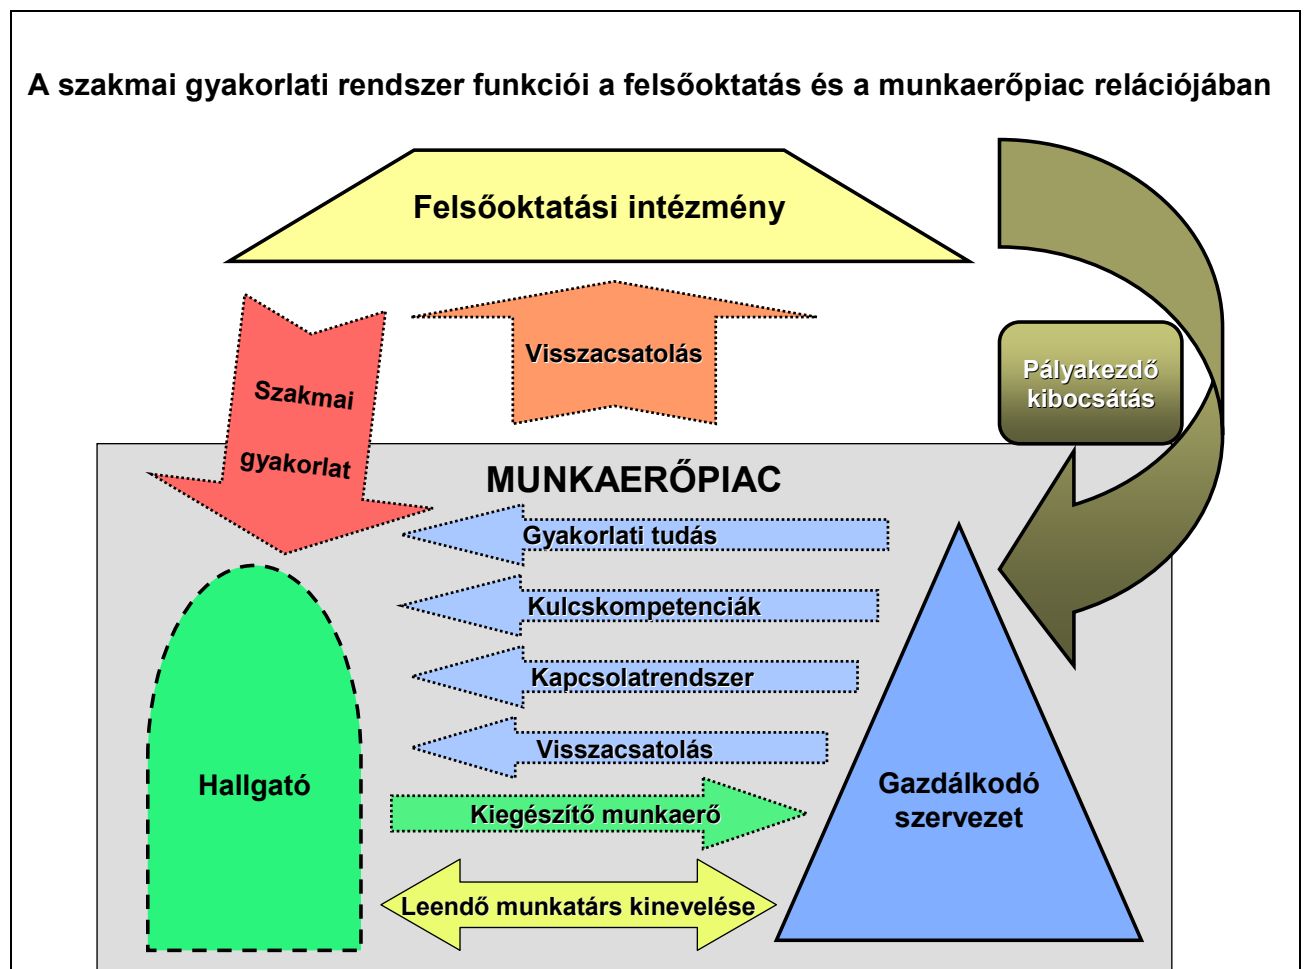 A szakmai gyakorlati rendszer funkciói a felsőoktatás és a munkaerőpiac relációjában
Felsőoktatási intézmény
Visszacsatolás
Szakmai
gyakorlat
Pályakezdő
kibocsátás
MUNKAERŐPIAC
Gyakorlati tudás
Kulcskompetenciák
Kapcsolatrendszer
Visszacsatolás
Hallgató
Kiegészítő munkaerő
Gazdálkodó
szervezet
Leendő munkatárs kinevelése